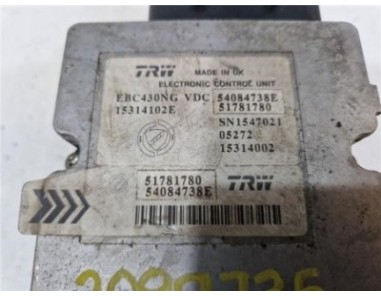 TRW MADE IN UK
ELECTRONIC CONTROL UNIT
EBC430NG VDC 54084738E
15314102E 51781780
SN1547021
05272
15314002
51781780
54084738E TRW